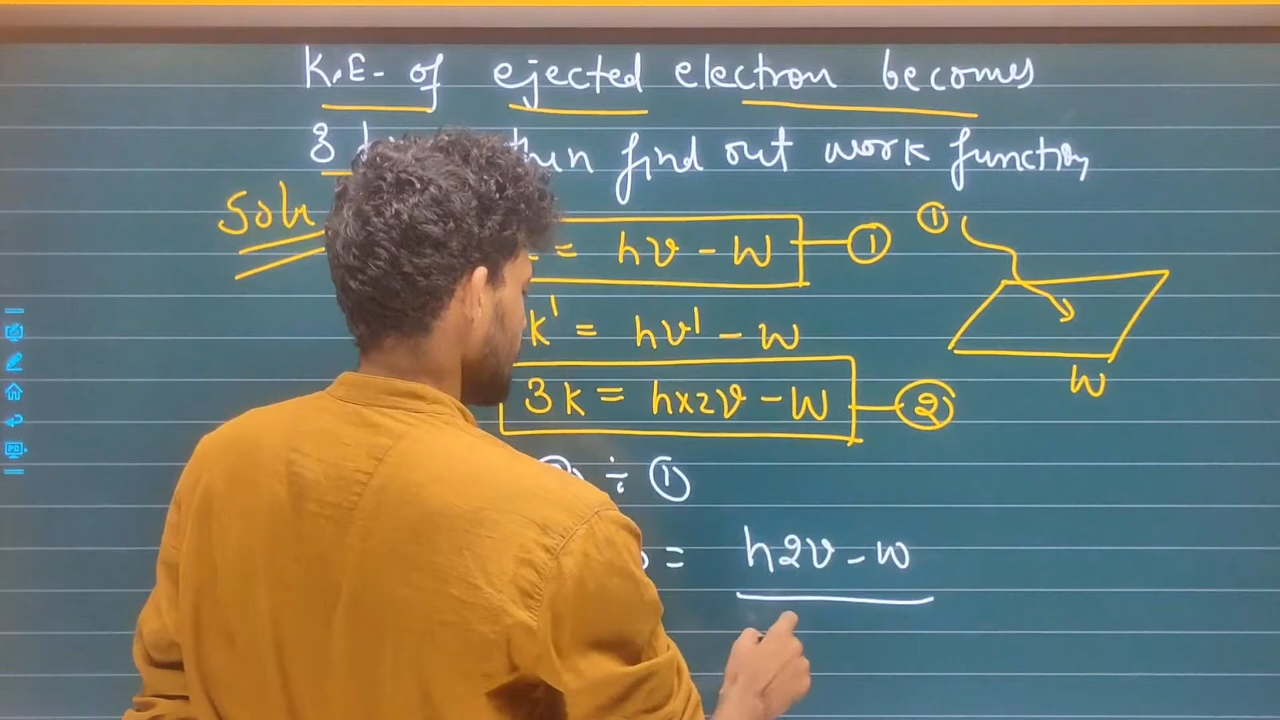 K.E. of ejected electron becomes
3 then find out work function
Soln
= hν - W ①
①
k' = hν' - W
3k = h×2ν - W ②
W
÷ ①
= h2ν - W